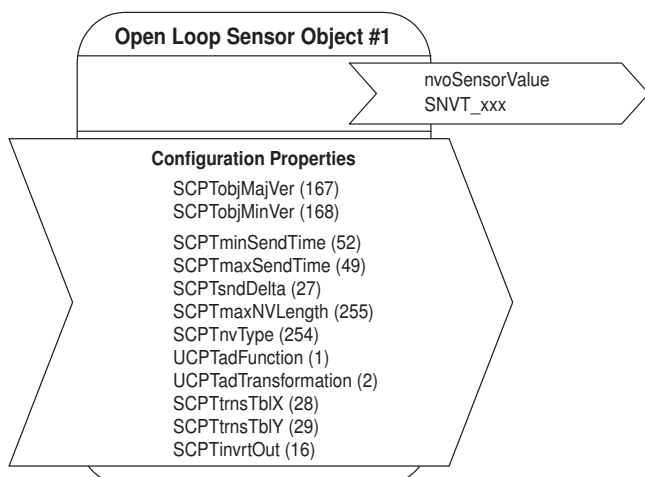 Open Loop Sensor Object #1
nvoSensorValue
SNVT_xxx
Configuration Properties
SCPTobjMajVer (167)
SCPTobjMinVer (168)
SCPTminSendTime (52)
SCPTmaxSendTime (49)
SCPTsndDelta (27)
SCPTmaxNVLength (255)
SCPTnvType (254)
UCPTadFunction (1)
UCPTadTransformation (2)
SCPTtrnsTblX (28)
SCPTtrnsTblY (29)
SCPTinvrtOut (16)